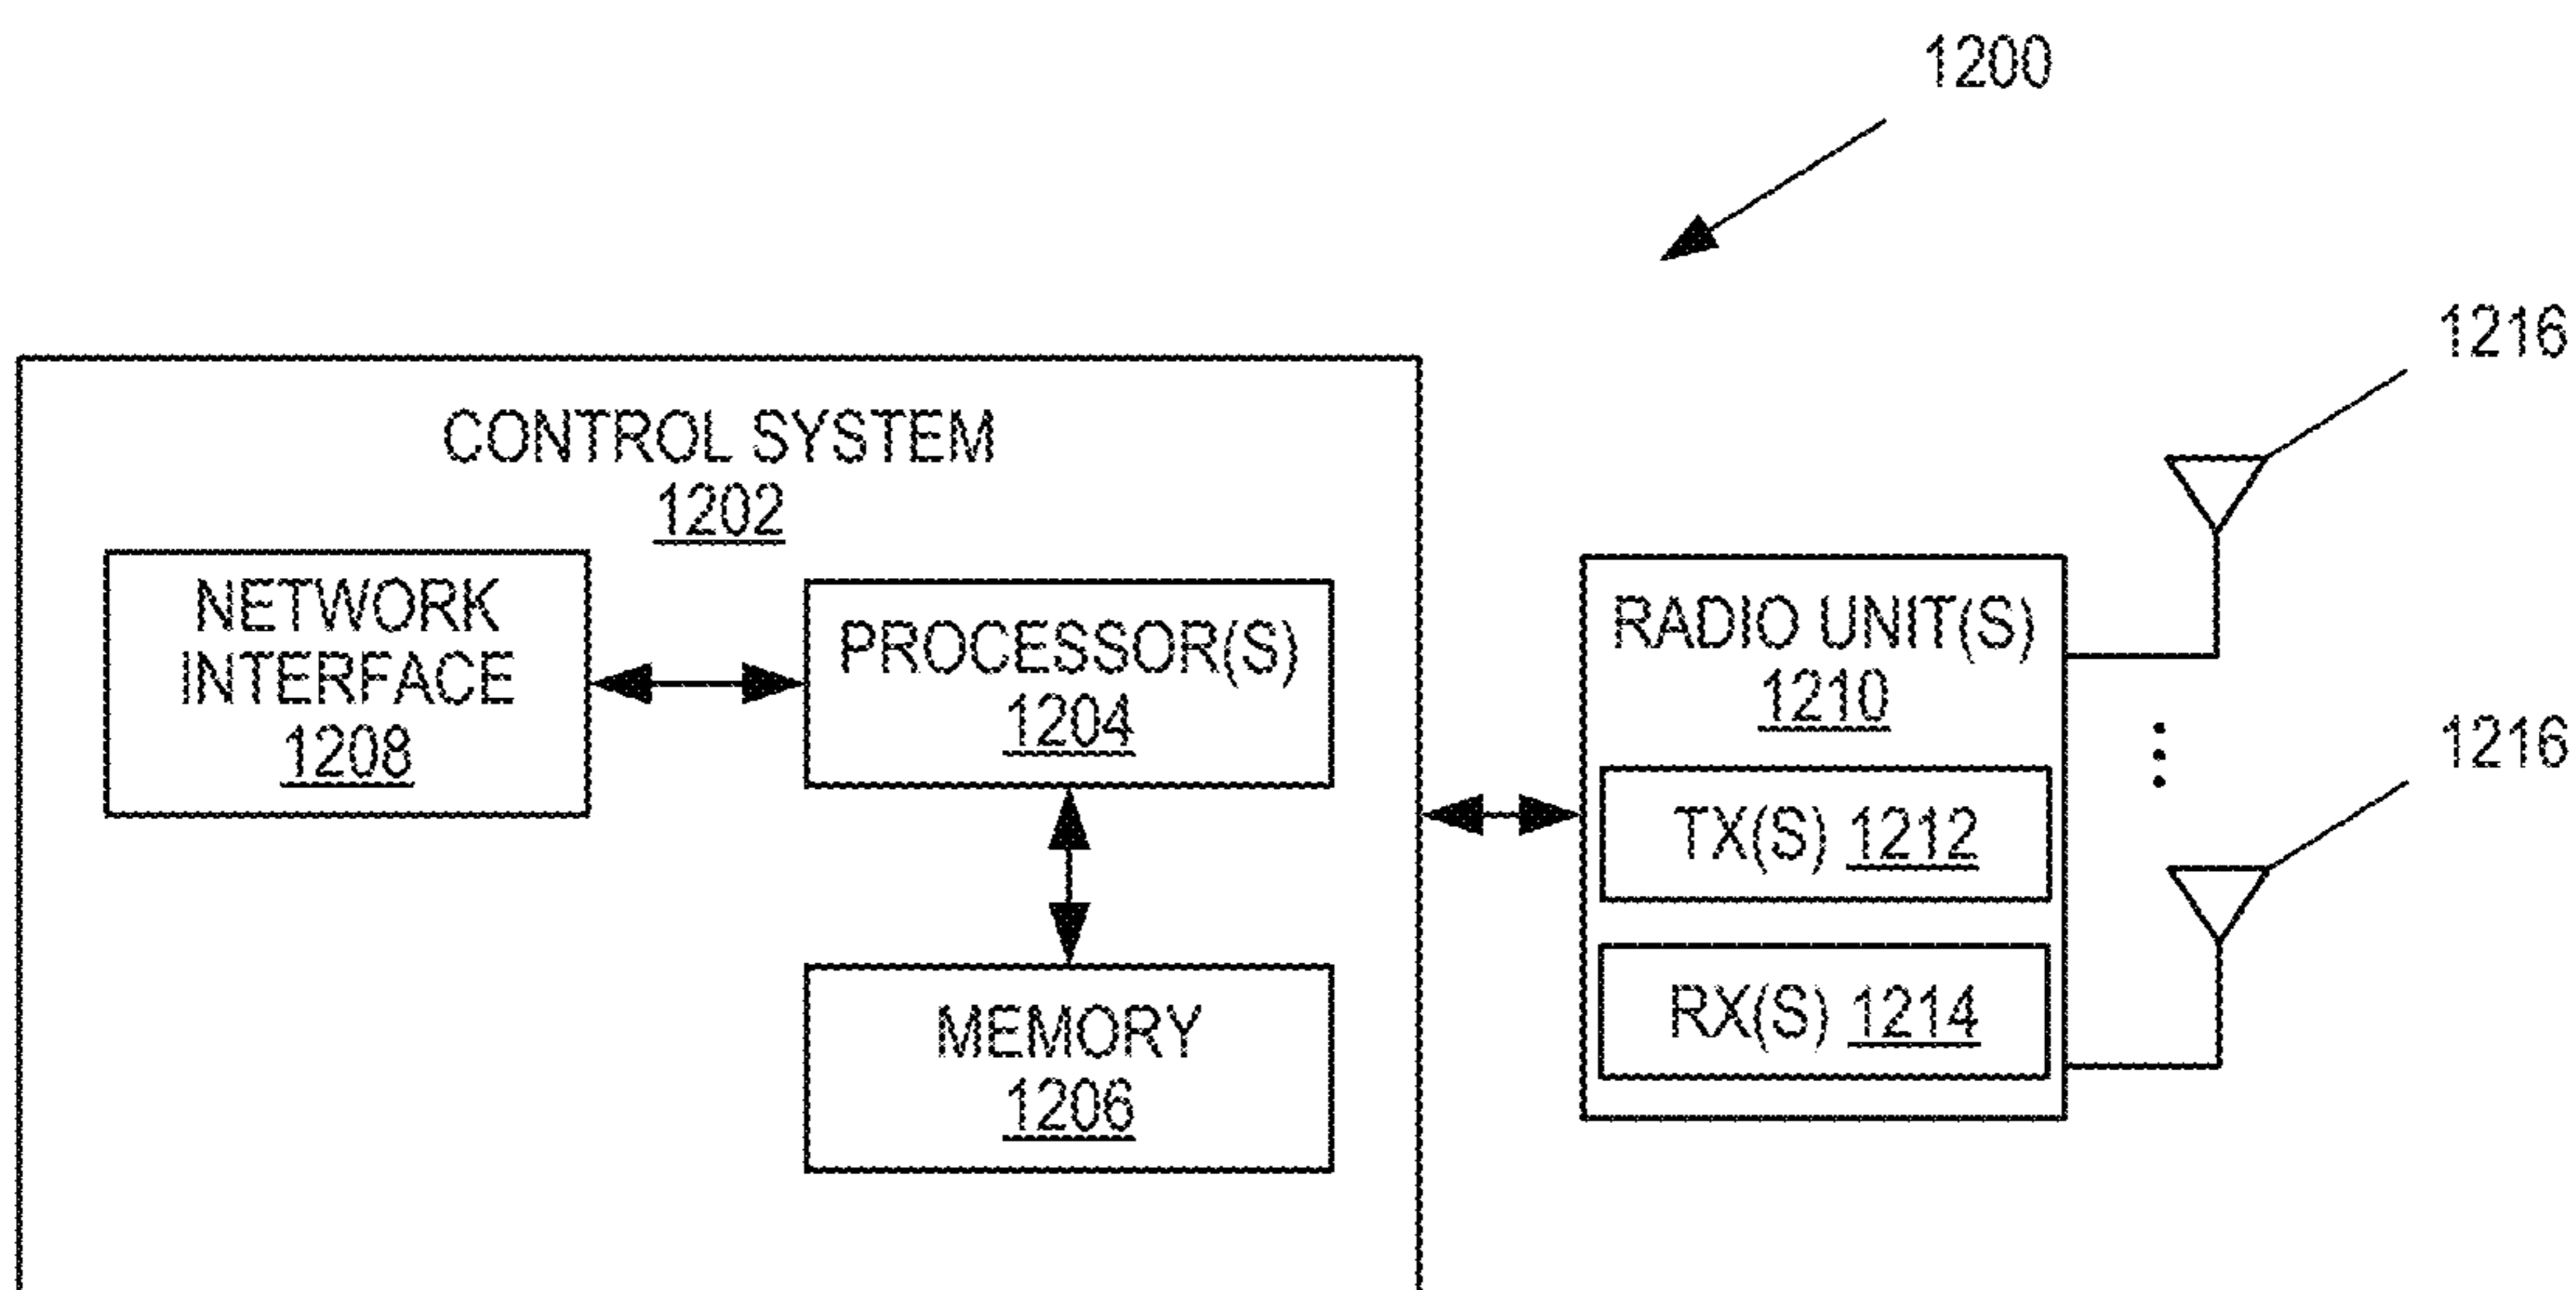 1200
1216
CONTROL SYSTEM
1202
NETWORK
INTERFACE
1208
PROCESSOR(S)
1204
MEMORY
1206
RADIO UNIT(S)
1210
TX(S) 1212
RX(S) 1214
1216